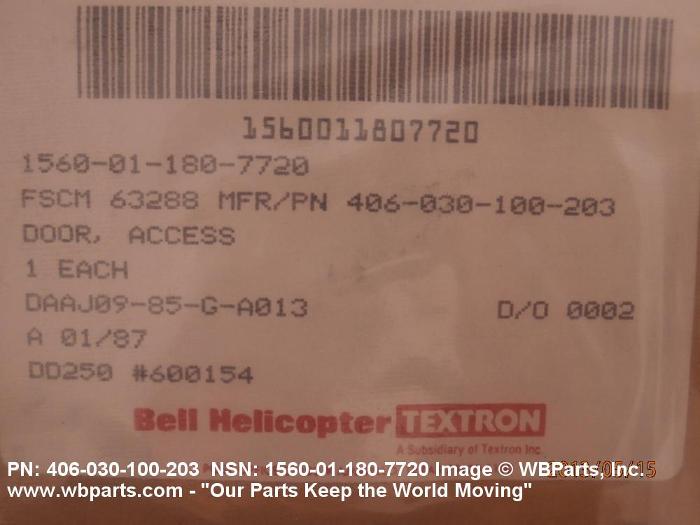 1560011807720
1560-01-180-7720
FSCM 63288 MFR/PN 406-030-100-203
DOOR, ACCESS
1 EACH
DAAJ09-85-G-A013 D/O 0002
A 01/87
DD250 #600154
Bell Helicopter TEXTRON
A Subsidiary of Textron Inc.
PN: 406-030-100-203 NSN: 1560-01-180-7720 Image © WBParts, Inc.
www.wbparts.com - "Our Parts Keep the World Moving"